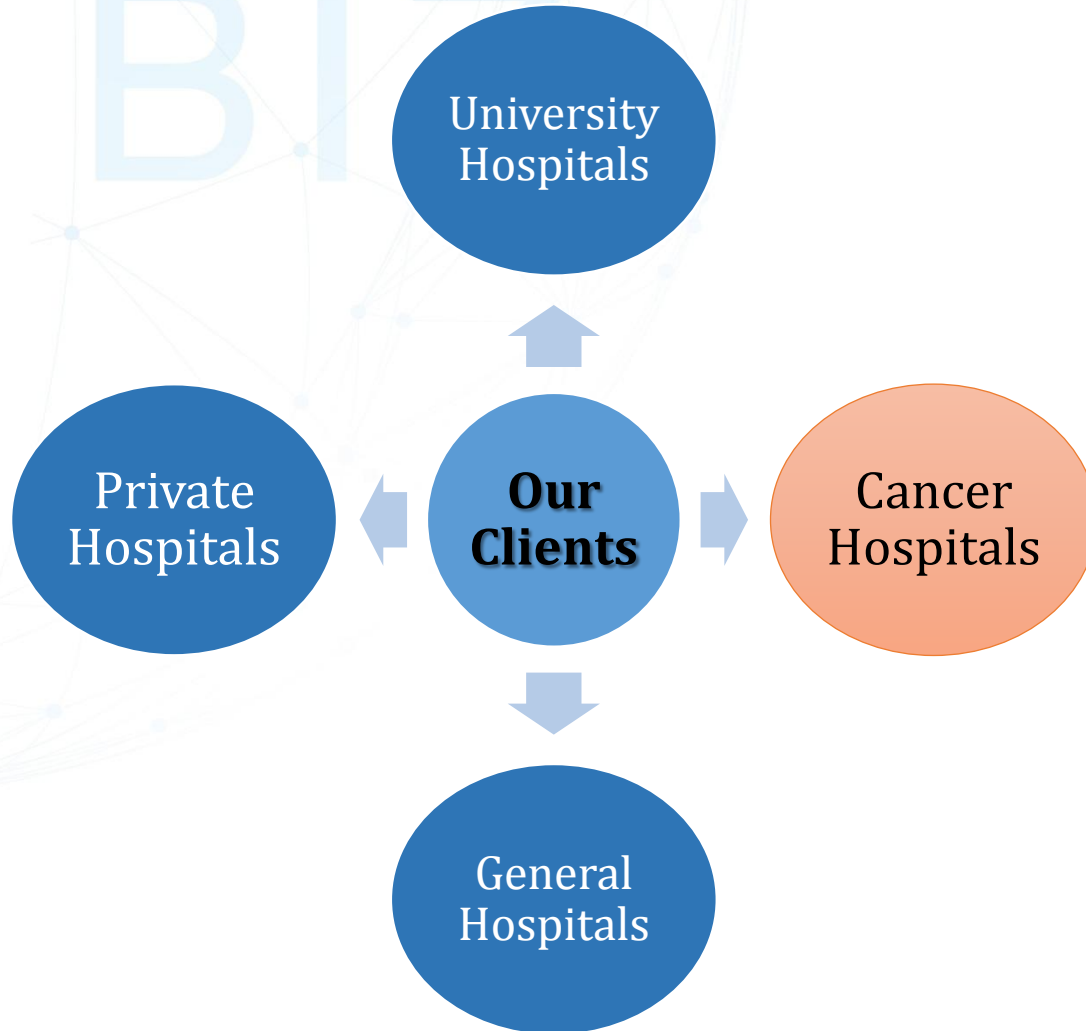 University
Hospitals
Private
Hospitals
Our
Clients
Cancer
Hospitals
General
Hospitals